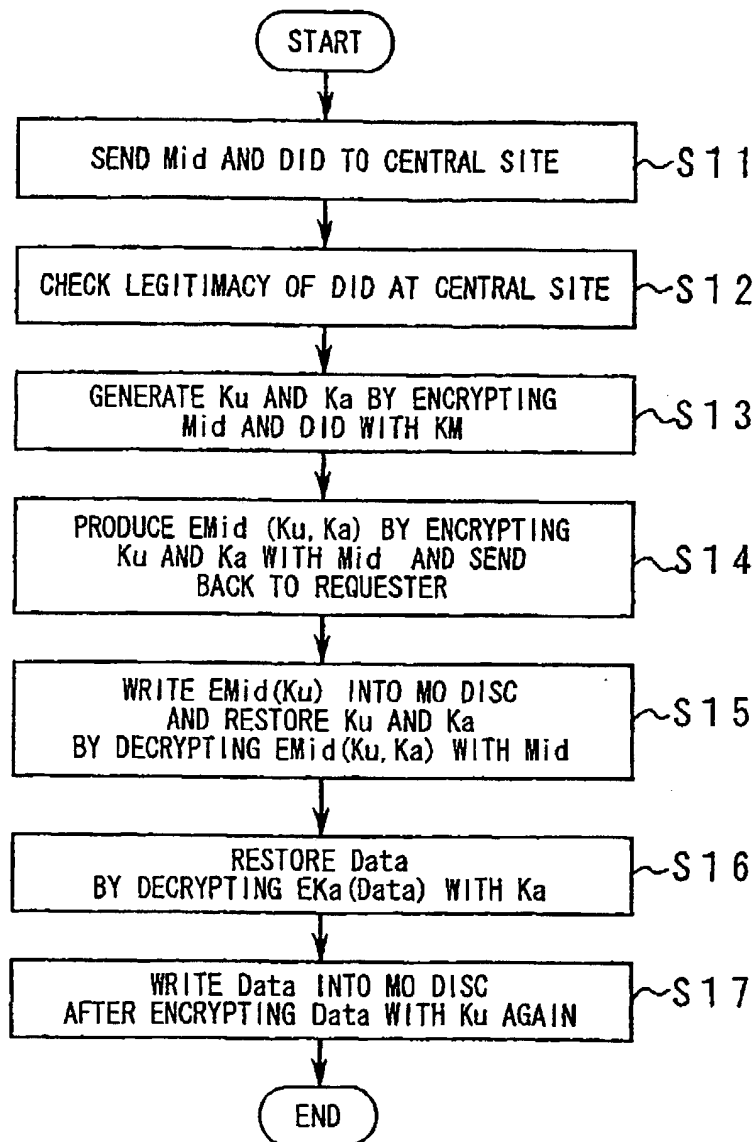 START
SEND Mid AND DID TO CENTRAL SITE
S11
CHECK LEGITIMACY OF DID AT CENTRAL SITE
S12
GENERATE Ku AND Ka BY ENCRYPTING
Mid AND DID WITH KM
S13
PRODUCE EMid (Ku, Ka) BY ENCRYPTING
Ku AND Ka WITH Mid AND SEND
BACK TO REQUESTER
S14
WRITE EMid(Ku) INTO MO DISC
AND RESTORE Ku AND Ka
BY DECRYPTING EMid(Ku, Ka) WITH Mid
S15
RESTORE Data
BY DECRYPTING EKa(Data) WITH Ka
S16
WRITE Data INTO MO DISC
AFTER ENCRYPTING Data WITH Ku AGAIN
S17
END